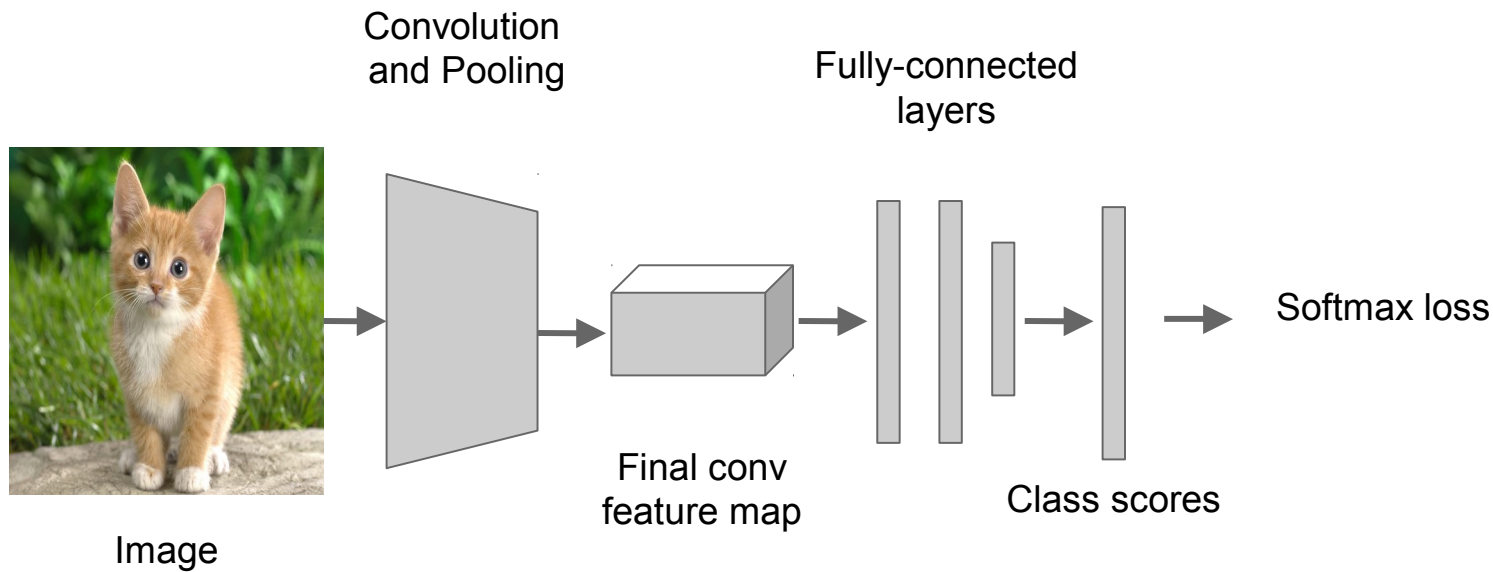 Convolution
and Pooling
Fully-connected
layers
Softmax loss
Final conv
feature map
Class scores
Image